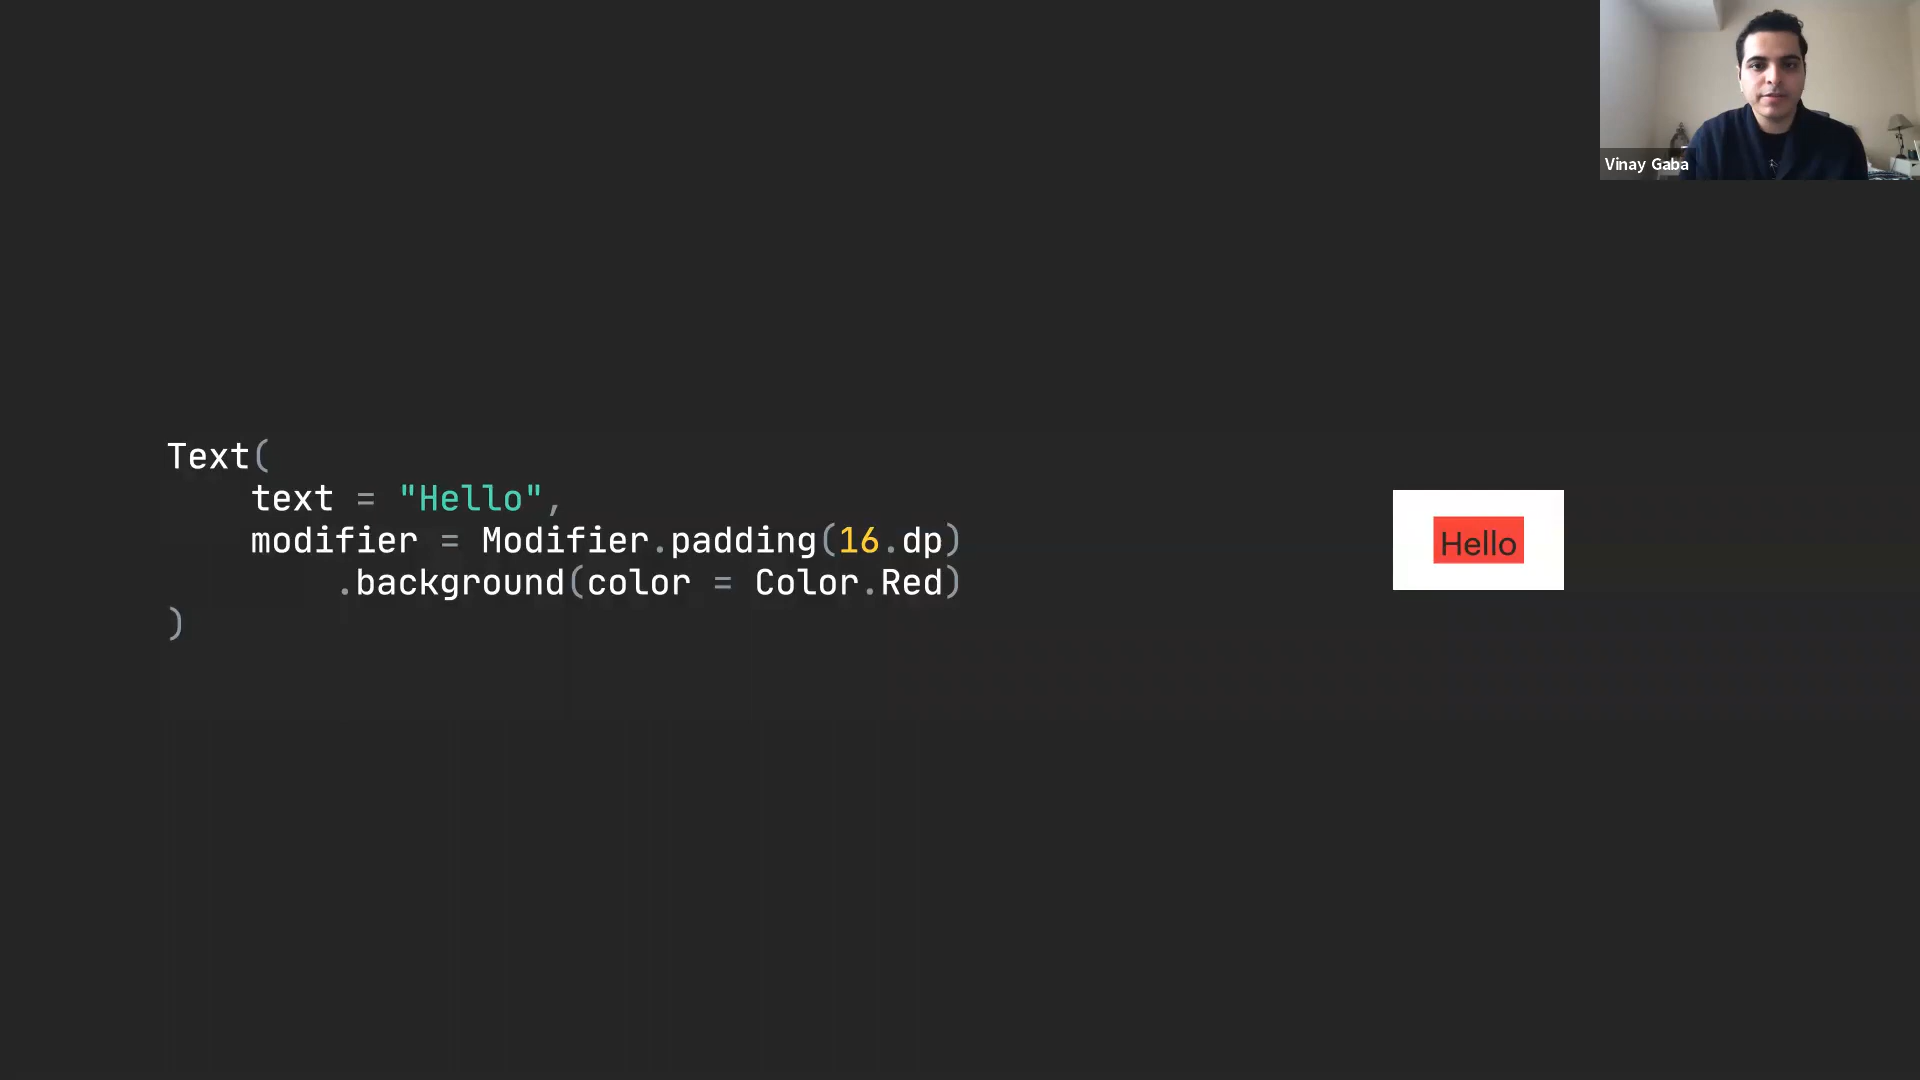 Vinay Gaba
Text(
    text = "Hello",
    modifier = Modifier.padding(16.dp)
        .background(color = Color.Red)
)
Hello